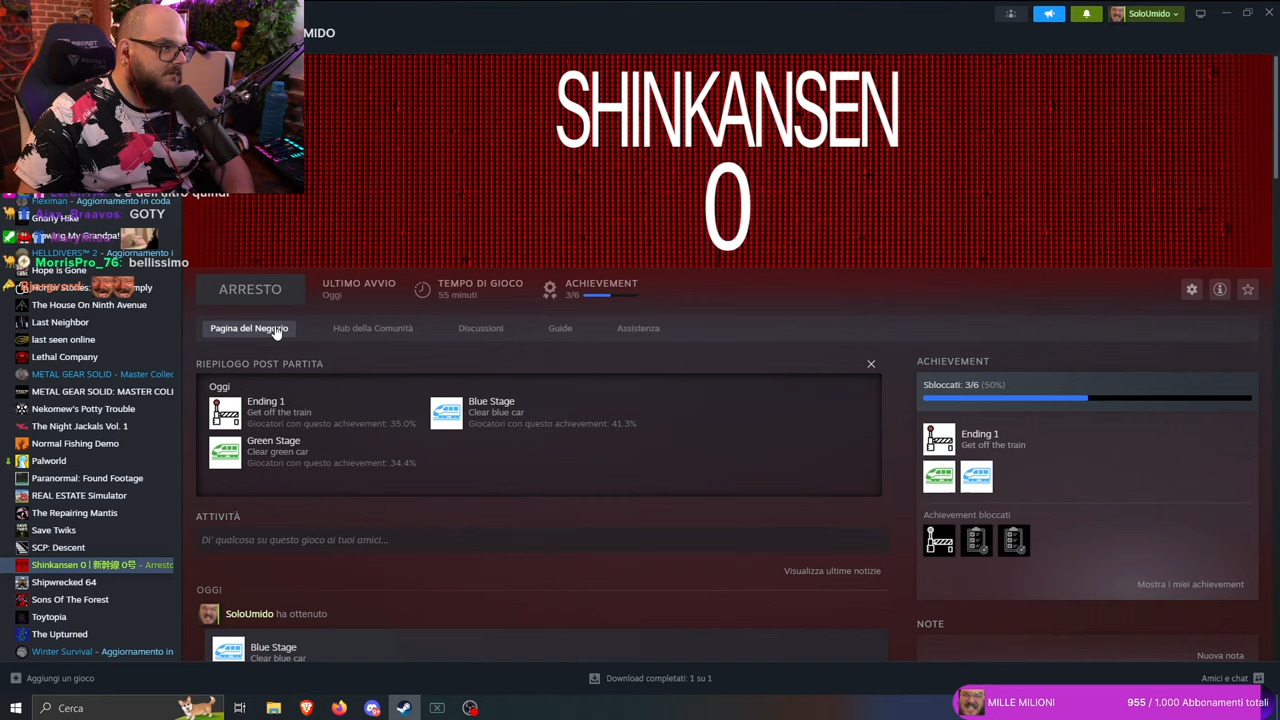 MIDO
SoloUmido
SHINKANSEN
0
c'è dell'altro quindi
Fleximan - Aggiornamento in coda
Alex_Braavos: GOTY
Gnarly Hike
Growing My Grandpa!
HELLDIVERS™ 2 - Aggiornamento i
MorrisPro_76: bellissimo
Hope is Gone
The House On Ninth Avenue
Last Neighbor
last seen online
Lethal Company
METAL GEAR SOLID - Master Collec
METAL GEAR SOLID: MASTER COLL
Nekomew's Potty Trouble
The Night Jackals Vol. 1
Normal Fishing Demo
Palworld
Paranormal: Found Footage
REAL ESTATE Simulator
The Repairing Mantis
Save Twiks
SCP: Descent
Shinkansen 0 | 新幹線 0号 - Arresto
Shipwrecked 64
Sons Of The Forest
Toytopia
The Upturned
Winter Survival - Aggiornamento in
ARRESTO
ULTIMO AVVIO
Oggi
TEMPO DI GIOCO
55 minuti
ACHIEVEMENT
3/6
Pagina del Negozio
Hub della Comunità
Discussioni
Guide
Assistenza
RIEPILOGO POST PARTITA
Oggi
Ending 1
Get off the train
Giocatori con questo achievement: 35.0%
Blue Stage
Clear blue car
Giocatori con questo achievement: 41.3%
Green Stage
Clear green car
Giocatori con questo achievement: 34.4%
ATTIVITÀ
Di' qualcosa su questo gioco ai tuoi amici...
Visualizza ultime notizie
OGGI
SoloUmido ha ottenuto
Blue Stage
Clear blue car
ACHIEVEMENT
Sbloccati: 3/6 (50%)
Ending 1
Get off the train
Achievement bloccati
Mostra i miei achievement
NOTE
Nuova nota
Aggiungi un gioco
Download completati: 1 su 1
Amici e chat
Cerca
MILLE MILIONI
955 / 1.000 Abbonamenti totali